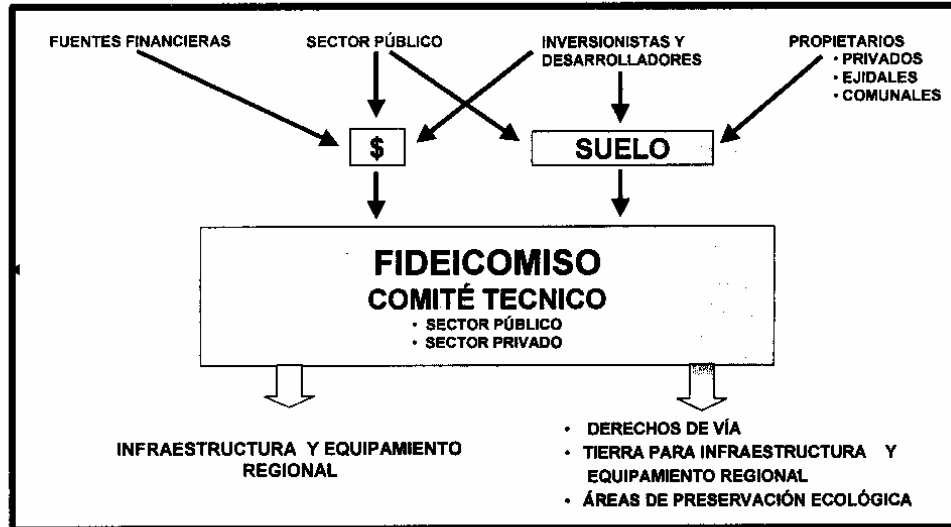 FUENTES FINANCIERAS
SECTOR PÚBLICO
INVERSIONISTAS Y
DESARROLLADORES
PROPIETARIOS
· PRIVADOS
· EJIDALES
· COMUNALES
$
SUELO
FIDEICOMISO
COMITÉ TECNICO
· SECTOR PÚBLICO
· SECTOR PRIVADO
INFRAESTRUCTURA Y EQUIPAMIENTO
REGIONAL
• DERECHOS DE VÍA
• TIERRA PARA INFRAESTRUCTURA Y
EQUIPAMIENTO REGIONAL
• ÁREAS DE PRESERVACIÓN ECOLÓGICA